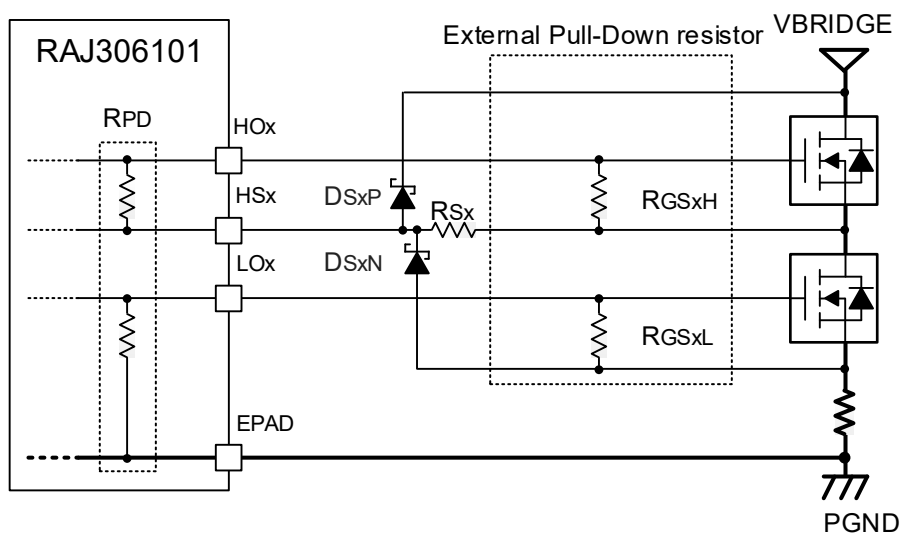 External Pull-Down resistor
VBRIDGE
RAJ306101
RPD
HOx
HSx
DSxP
RSx
RGSxH
LOx
DSxN
RGSxL
EPAD
PGND